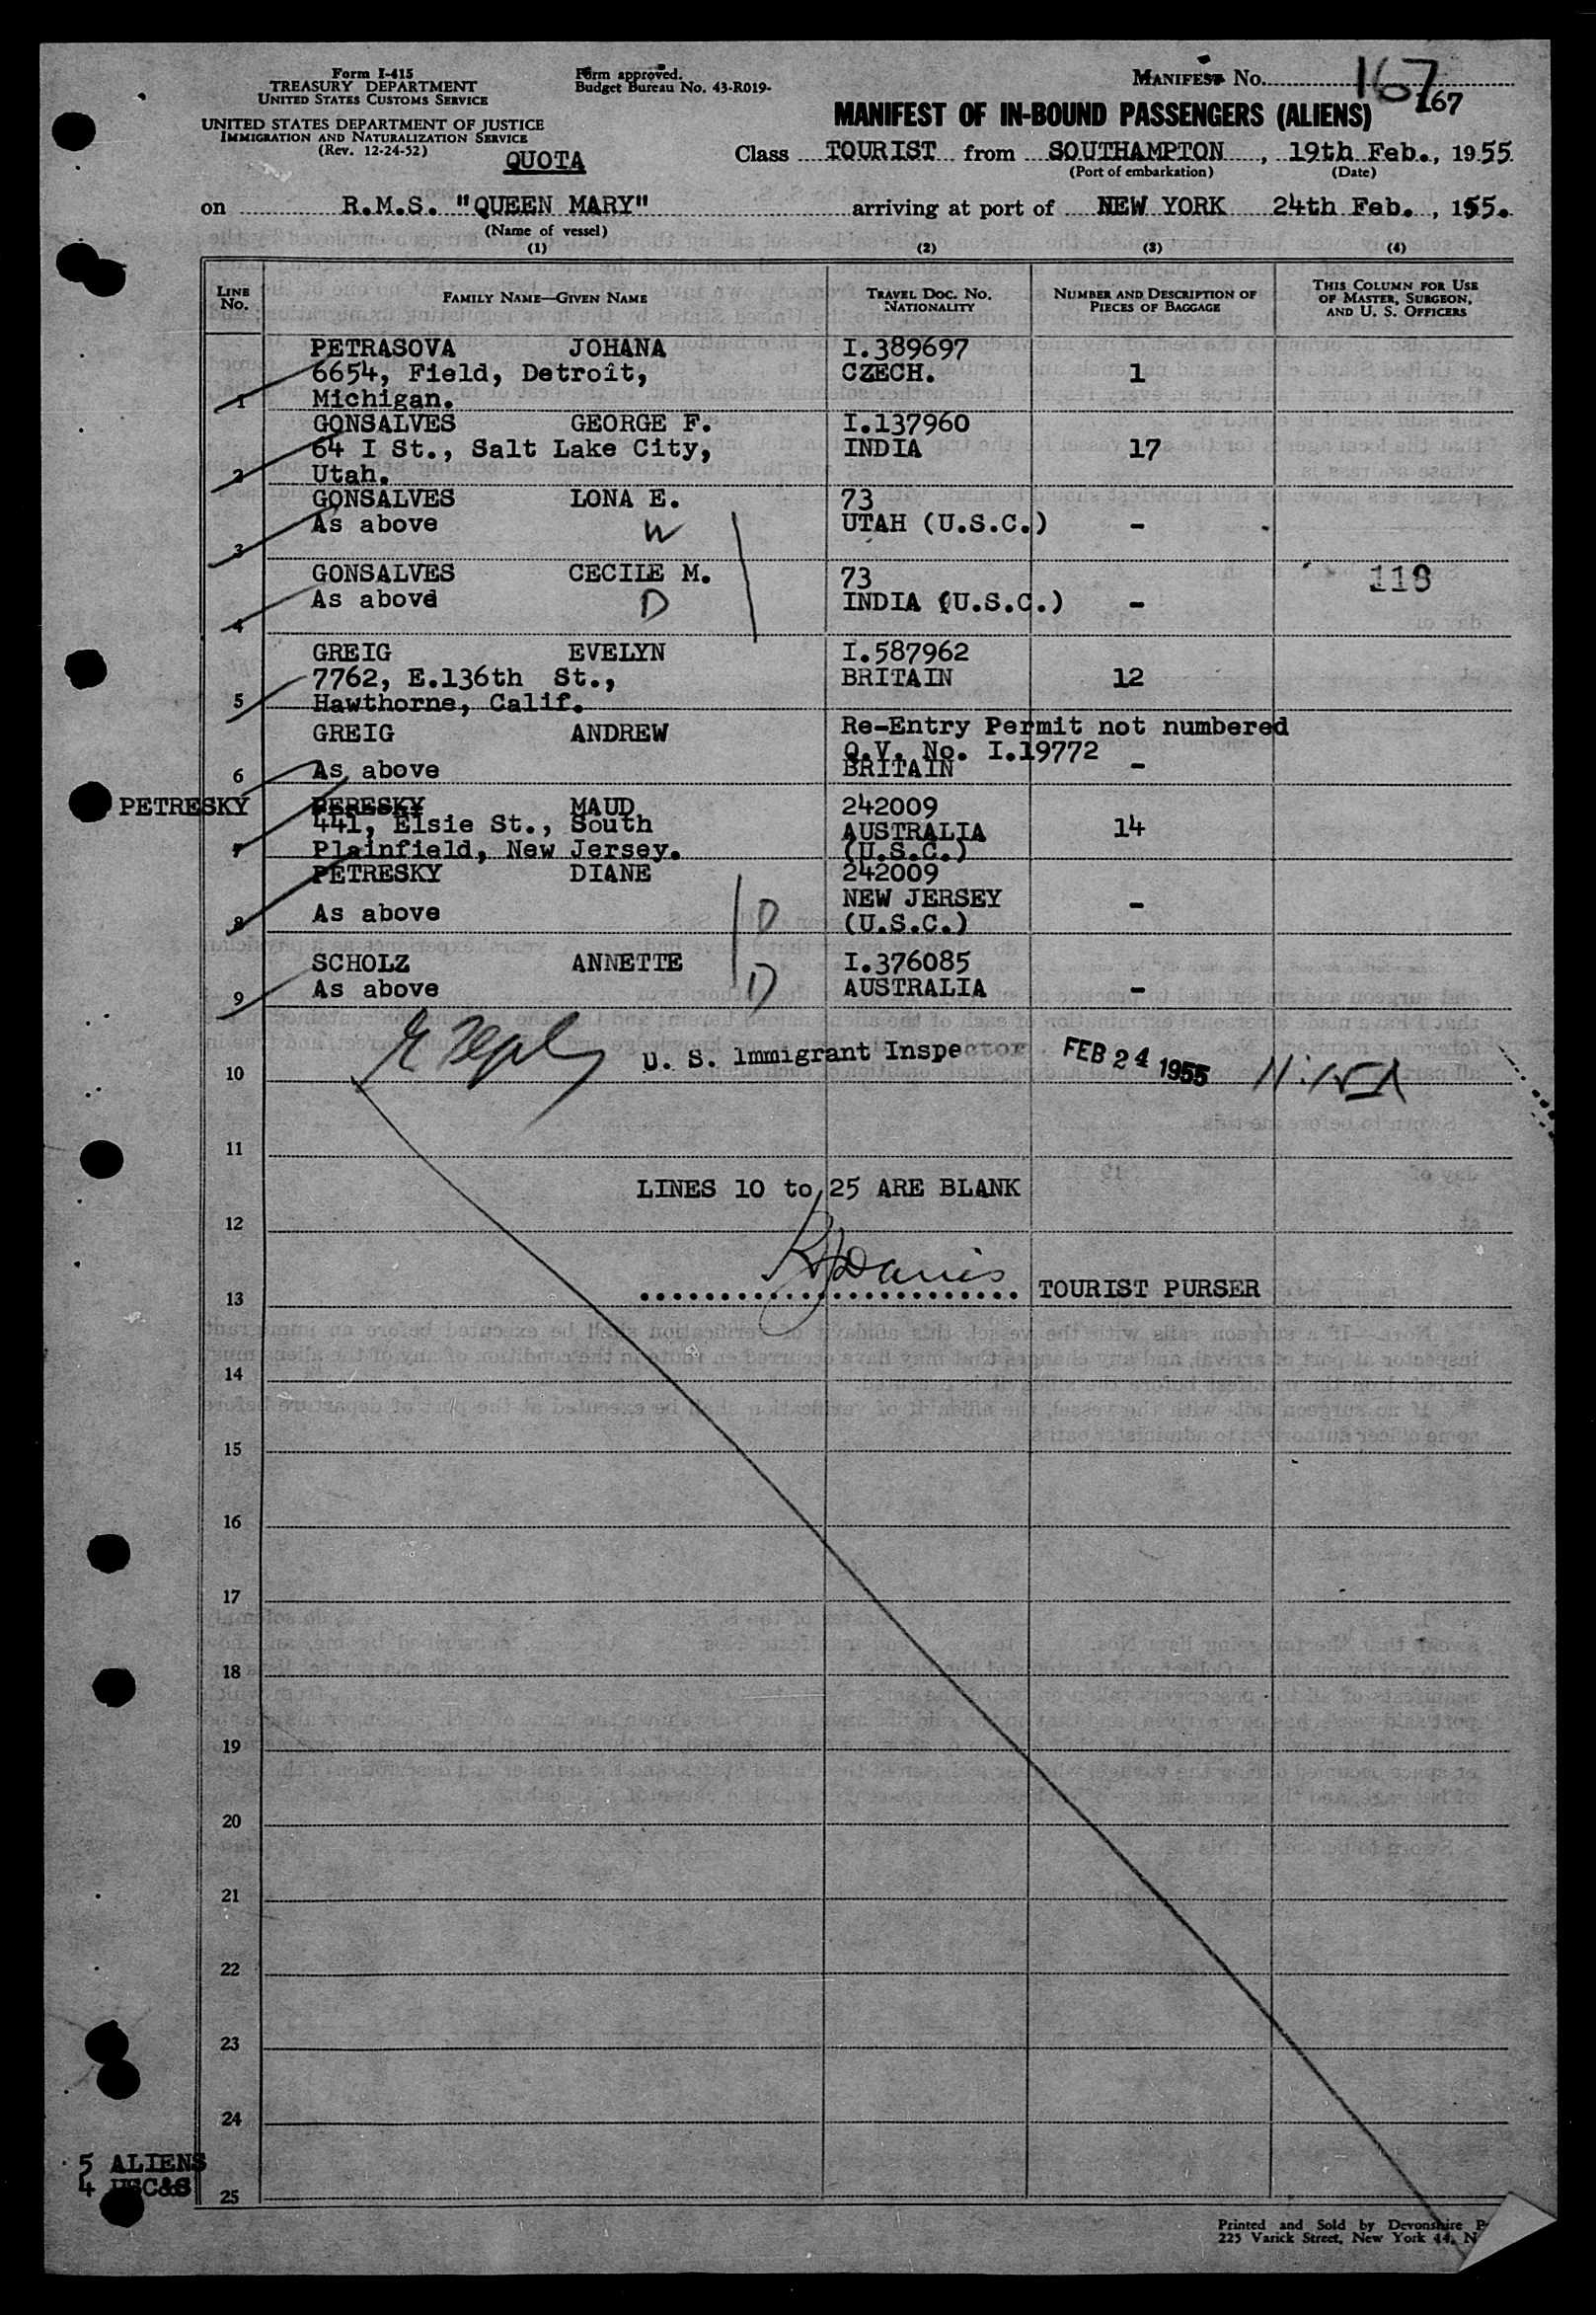 Form I-415
TREASURY DEPARTMENT
UNITED STATES CUSTOMS SERVICE
UNITED STATES DEPARTMENT OF JUSTICE
IMMIGRATION AND NATURALIZATION SERVICE
(Rev. 12-24-52)
QUOTA
Form approved.
Budget Bureau No. 43-R019-
MANIFEST No. 167
167
MANIFEST OF IN-BOUND PASSENGERS (ALIENS)
Class TOURIST from SOUTHAMPTON, 19th Feb., 1955
(Port of embarkation) (Date)
on R.M.S. "QUEEN MARY" arriving at port of NEW YORK 24th Feb., 155.
(Name of vessel)
(1) (2) (3) (4)
LINE No. FAMILY NAME—GIVEN NAME TRAVEL DOC. NO. NATIONALITY NUMBER AND DESCRIPTION OF PIECES OF BAGGAGE THIS COLUMN FOR USE OF MASTER, SURGEON, AND U. S. OFFICERS
PETRASOVA JOHANA I.389697
6654, Field, Detroit, CZECH. 1
1 Michigan.
GONSALVES GEORGE F. I.137960
64 I St., Salt Lake City, INDIA 17
2 Utah.
GONSALVES LONA E. 73
As above W UTAH (U.S.C.) -
3
GONSALVES CECILE M. 73 118
As above D INDIA (U.S.C.) -
4
GREIG EVELYN I.587962
7762, E.136th St., BRITAIN 12
5 Hawthorne, Calif.
GREIG ANDREW Re-Entry Permit not numbered
Q.V. No. I.19772
6 As above BRITAIN -
PETRESKY PERESKY MAUD 242009
441, Elsie St., South AUSTRALIA 14
7 Plainfield, New Jersey. (U.S.C.)
PETRESKY DIANE 242009
As above D NEW JERSEY -
8 (U.S.C.)
SCHOLZ ANNETTE I.376085
9 As above D AUSTRALIA -
U. S. Immigrant Inspector FEB 24 1955
10
11
LINES 10 to 25 ARE BLANK
12
Davis
13 TOURIST PURSER
14
15
16
17
18
19
20
21
22
23
24
5 ALIENS
4 USC&S
25
Printed and Sold by Devonshire
225 Varick Street, New York 14, N